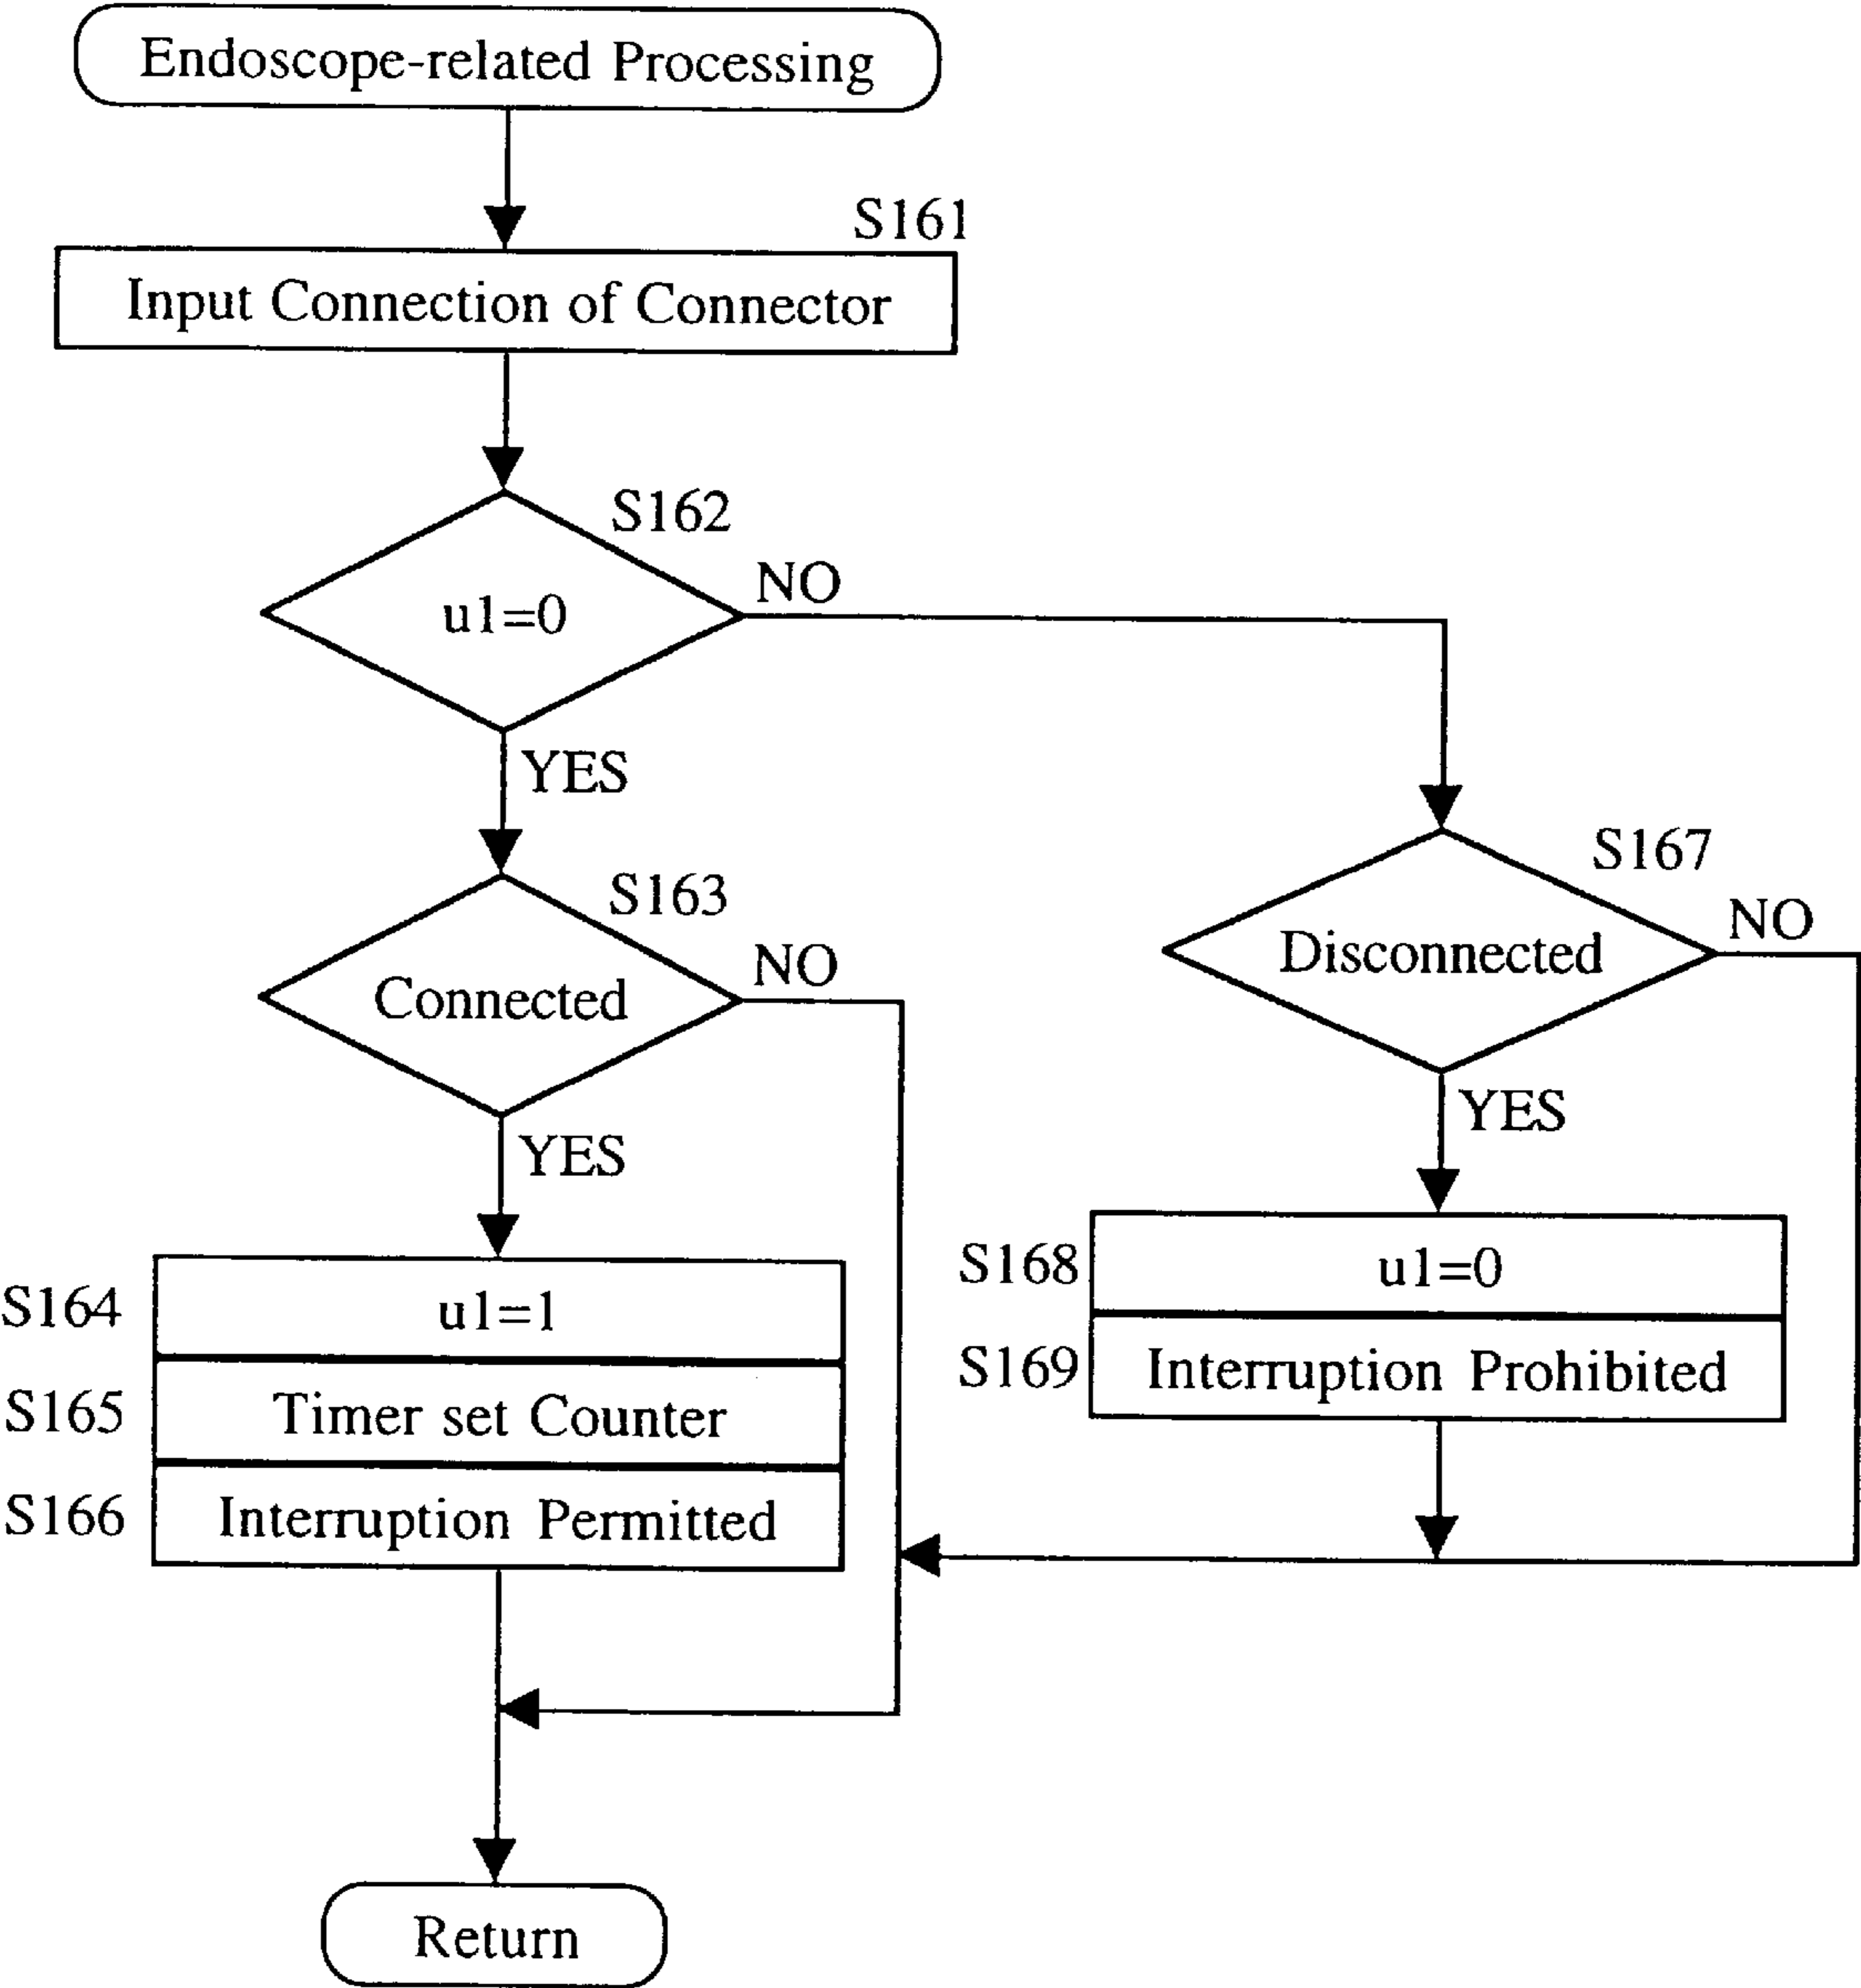 Endoscope-related Processing
S161
Input Connection of Connector
S162
u1=0
NO
YES
S163
Connected
NO
YES
S164
u1=1
S165
Timer set Counter
S166
Interruption Permitted
S167
Disconnected
NO
YES
S168
u1=0
S169
Interruption Prohibited
Return